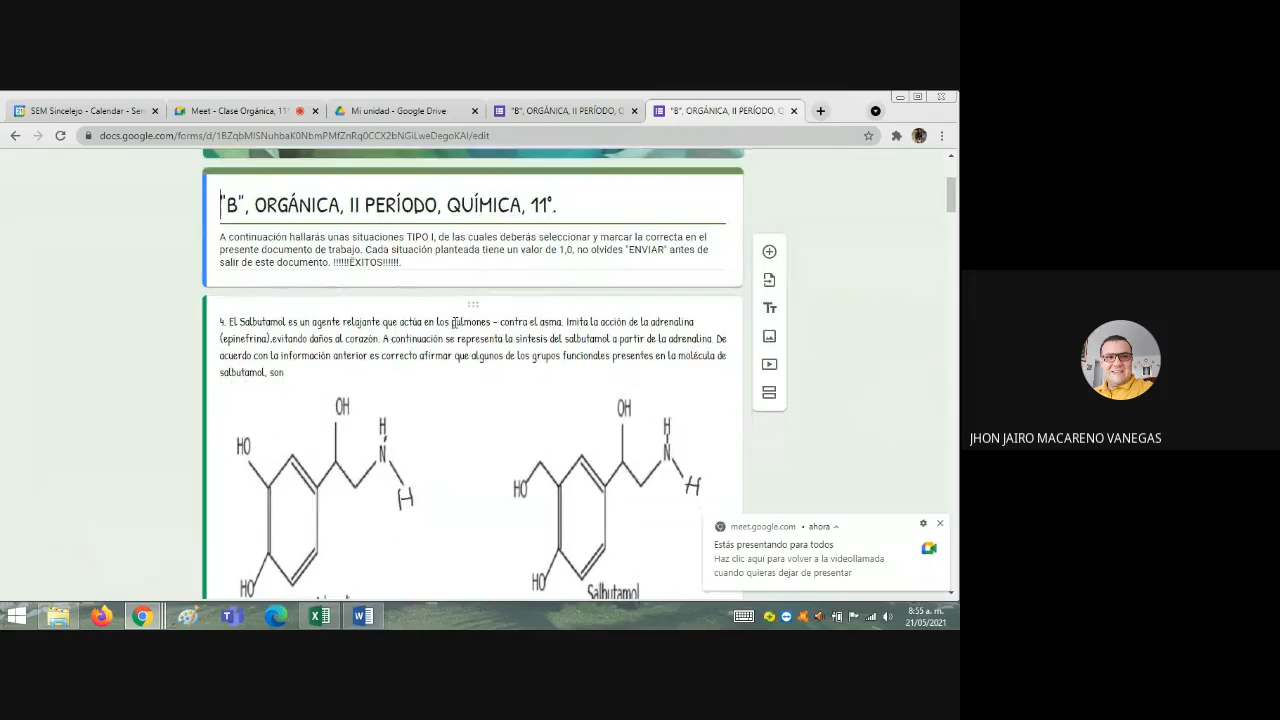 SEM Sincelejo - Calendar - Ser
Meet - Clase Orgánica, 11°
Mi unidad - Google Drive
"B", ORGÁNICA, II PERÍODO, Q
"B", ORGÁNICA, II PERÍODO, Q
docs.google.com/forms/d/1BZqbMlSNuhbaK0NbmPMfZnRq0CCX2bNGiLweDegoKAI/edit
"B", ORGÁNICA, II PERÍODO, QUÍMICA, 11°.
A continuación hallarás unas situaciones TIPO I, de las cuales deberás seleccionar y marcar la correcta en el
presente documento de trabajo. Cada situación planteada tiene un valor de 1,0, no olvides "ENVIAR" antes de
salir de este documento. !!!!!!ÉXITOS!!!!!!.
4. El Salbutamol es un agente relajante que actúa en los pulmones - contra el asma. Imita la acción de la adrenalina
(epinefrina),evitando daños al corazón. A continuación se representa la síntesis del salbutamol a partir de la adrenalina. De
acuerdo con la información anterior es correcto afirmar que algunos de los grupos funcionales presentes en la molécula de
salbutamol, son
OH
HO
H
N
H
HO
OH
HO
H
N
H
HO
Salbutamol
Tт
meet.google.com • ahora
Estás presentando para todos
Haz clic aquí para volver a la videollamada
cuando quieras dejar de presentar
8:55 a. m.
21/05/2021
JHON JAIRO MACARENO VANEGAS